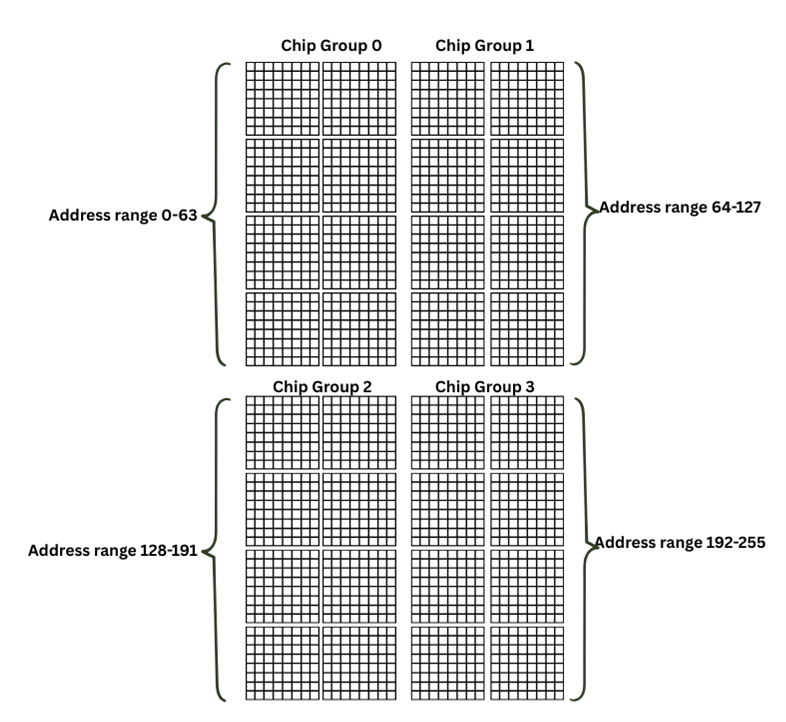 Chip Group 0
Chip Group 1
Address range 0-63
Address range 64-127
Chip Group 2
Chip Group 3
Address range 128-191
Address range 192-255